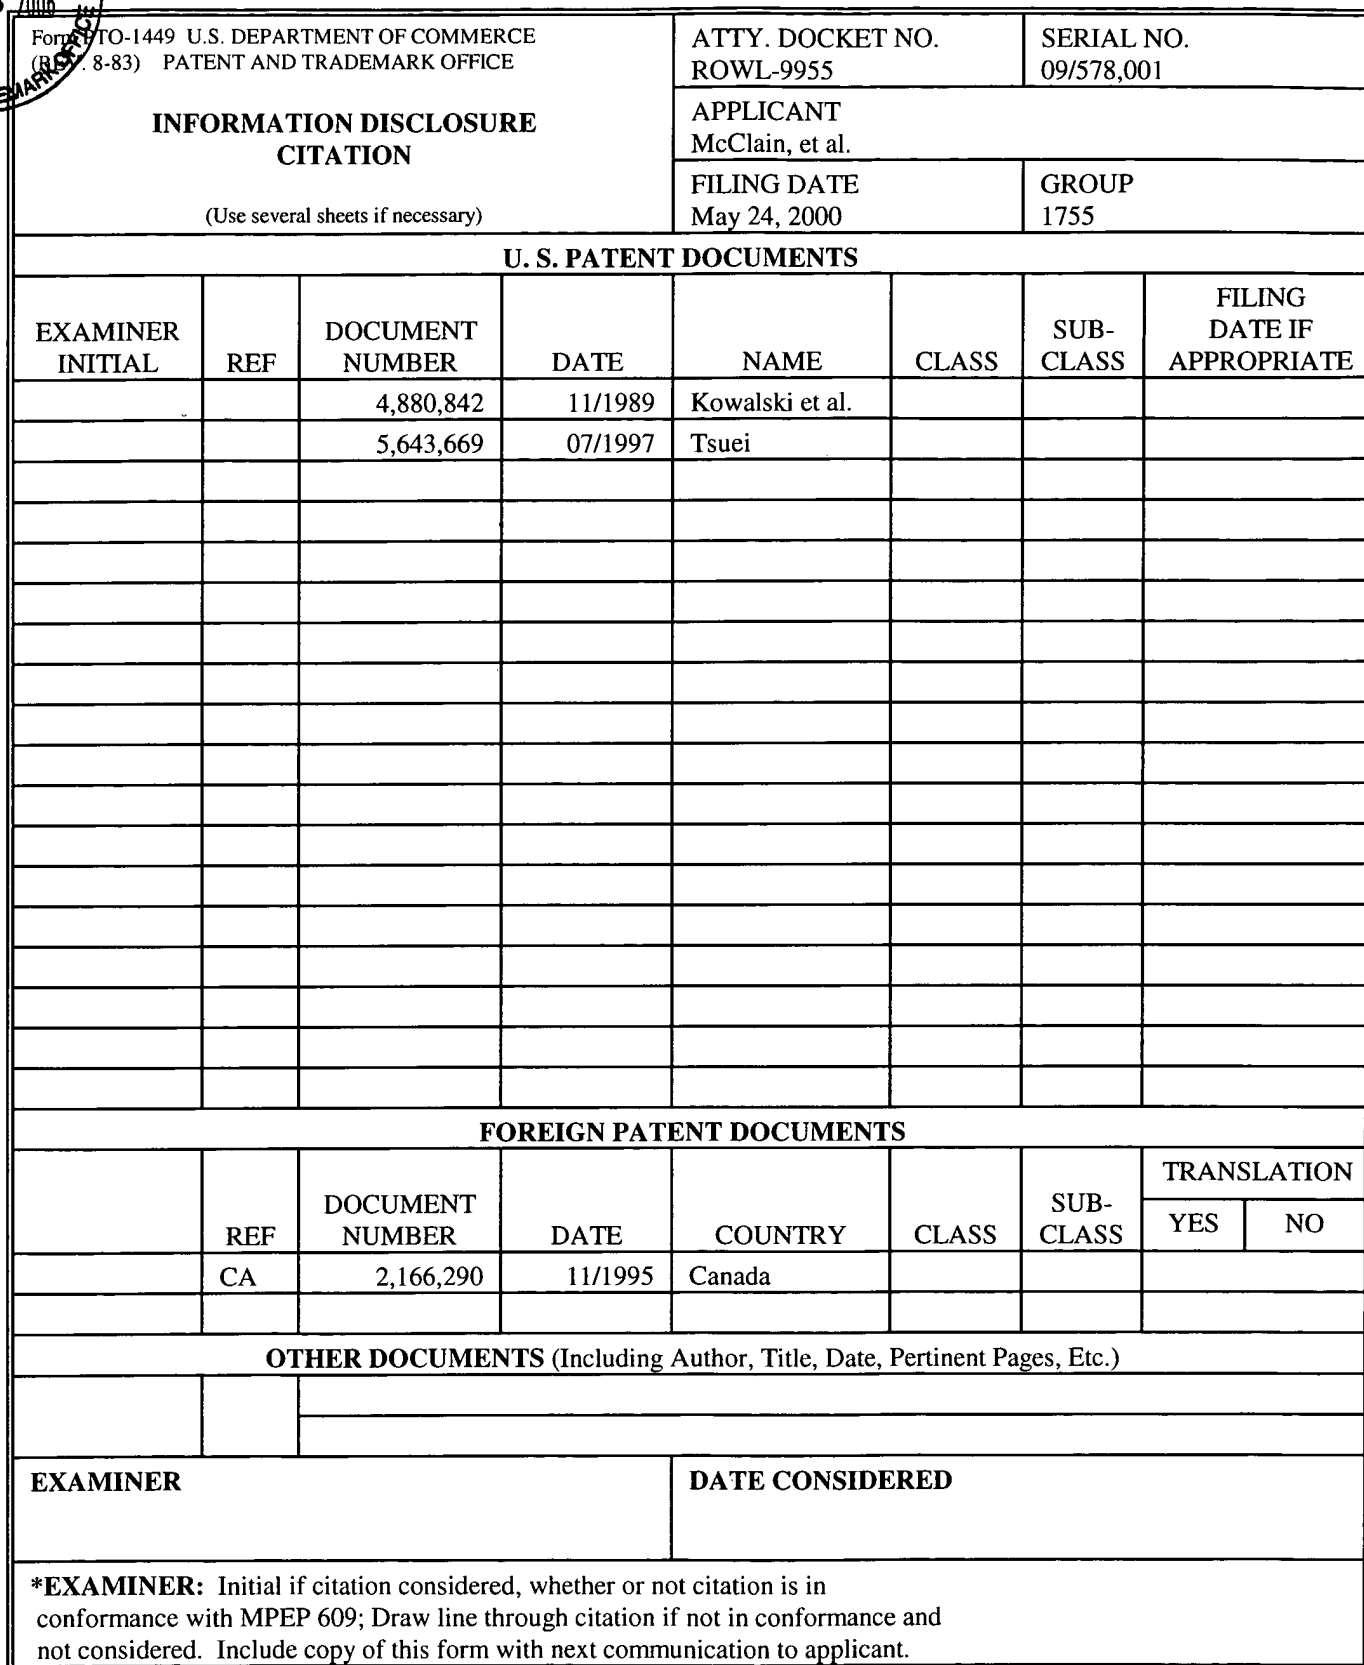 TO-1449 U.S. DEPARTMENT OF COMMERCE
8-83) PATENT AND TRADEMARK OFFICE
INFORMATION DISCLOSURE
CITATION
(Use several sheets if necessary)
ATTY. DOCKET NO.
ROWL-9955
SERIAL NO.
09/578,001
APPLICANT
McClain, et al.
FILING DATE
May 24, 2000
GROUP
1755
U. S. PATENT DOCUMENTS
EXAMINER
INITIAL
REF
DOCUMENT
NUMBER
DATE
NAME
CLASS
SUB-
CLASS
FILING
DATE IF
APPROPRIATE
4,880,842 11/1989 Kowalski et al.
5,643,669 07/1997 Tsuei
FOREIGN PATENT DOCUMENTS
REF
DOCUMENT
NUMBER
DATE
COUNTRY
CLASS
SUB-
CLASS
TRANSLATION
YES NO
CA 2,166,290 11/1995 Canada
OTHER DOCUMENTS (Including Author, Title, Date, Pertinent Pages, Etc.)
EXAMINER
DATE CONSIDERED
*EXAMINER: Initial if citation considered, whether or not citation is in
conformance with MPEP 609; Draw line through citation if not in conformance and
not considered. Include copy of this form with next communication to applicant.